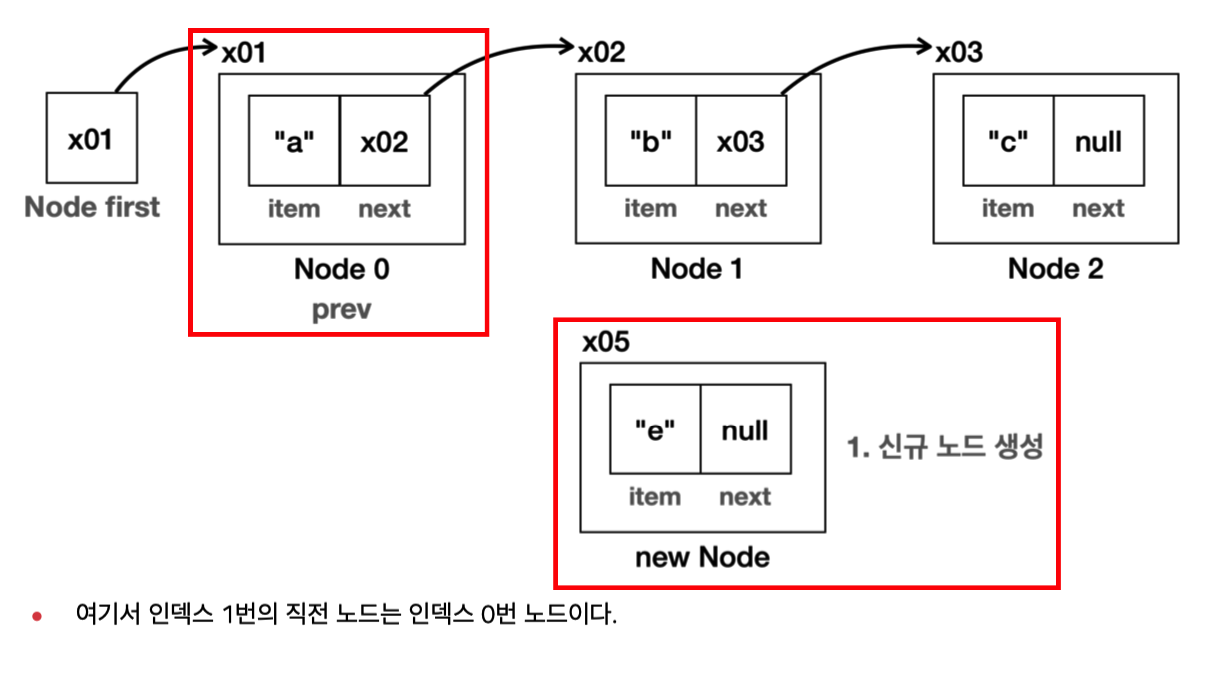 x01 x02 x03
x01 "a" x02 "b" x03 "c" null
Node first item next item next item next
Node 0 Node 1 Node 2
prev
x05
"e" null 1. 신규 노드 생성
item next
new Node
• 여기서 인덱스 1번의 직전 노드는 인덱스 0번 노드이다.